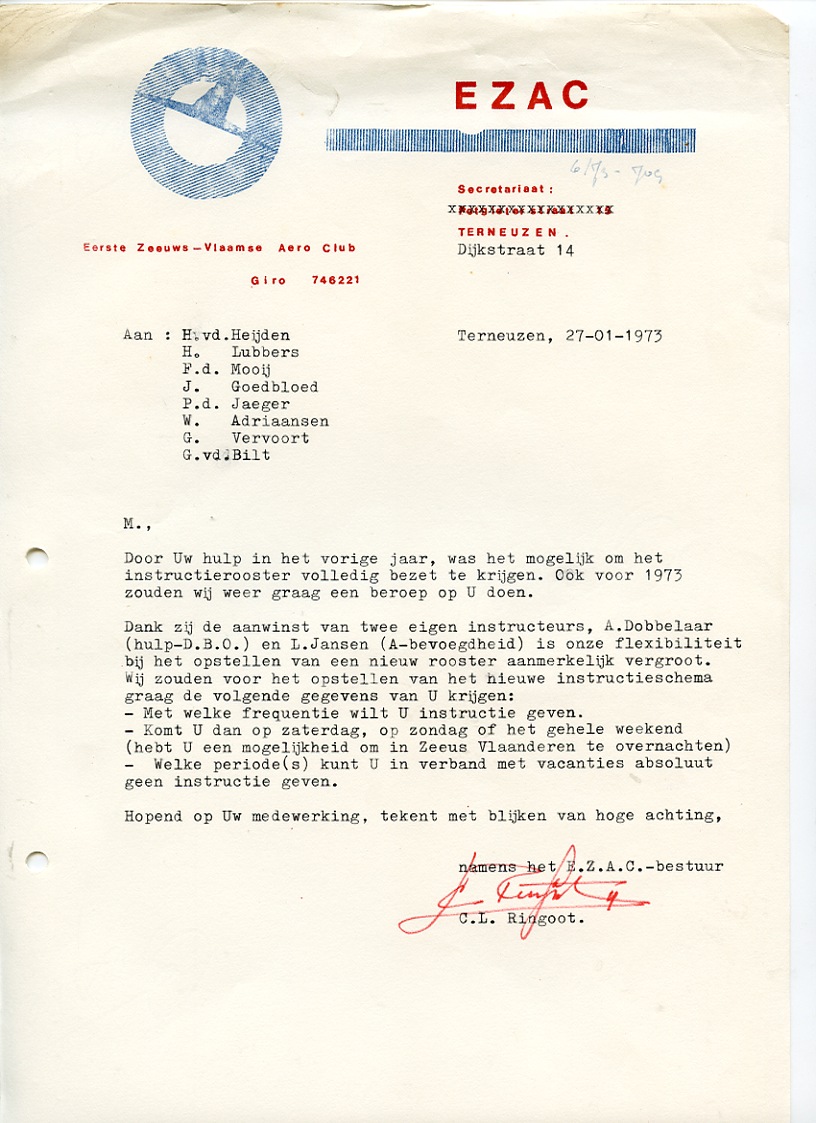 EZAC
Secretariaat:
TERNEUZEN.
Dijkstraat 14
Eerste Zeeuws-Vlaamse Aero Club
Giro 746221
Aan : H.vd.Heijden
H. Lubbers
F.d. Mooij
J. Goedbloed
P.d. Jaeger
W. Adriaansen
G. Vervoort
G.vd.Bilt
Terneuzen, 27-01-1973
M.,
Door Uw hulp in het vorige jaar, was het mogelijk om het
instructierooster volledig bezet te krijgen. Ook voor 1973
zouden wij weer graag een beroep op U doen.
Dank zij de aanwinst van twee eigen instructeurs, A.Dobbelaar
(hulp-D.B.O.) en L.Jansen (A-bevoegdheid) is onze flexibiliteit
bij het opstellen van een nieuw rooster aanmerkelijk vergroot.
Wij zouden voor het opstellen van het nieuwe instructieschema
graag de volgende gegevens van U krijgen:
- Met welke frequentie wilt U instructie geven.
- Komt U dan op zaterdag, op zondag of het gehele weekend
(hebt U een mogelijkheid om in Zeeus Vlaanderen te overnachten)
- Welke periode(s) kunt U in verband met vacanties absoluut
geen instructie geven.
Hopend op Uw medewerking, tekent met blijken van hoge achting,
namens het E.Z.A.C.-bestuur
C.L. Ringoot.